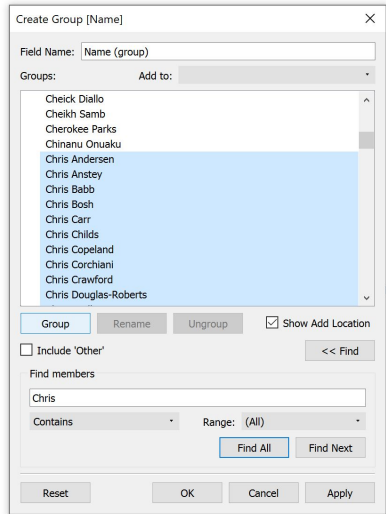 Create Group [Name]
Field Name: Name (group)
Groups: Add to:
Cheick Diallo
Cheikh Samb
Cherokee Parks
Chinanu Onuaku
Chris Andersen
Chris Anstey
Chris Babb
Chris Bosh
Chris Carr
Chris Childs
Chris Copeland
Chris Corchiani
Chris Crawford
Chris Douglas-Roberts
Group Rename Ungroup Show Add Location
Include 'Other' << Find
Find members
Chris
Contains Range: (All)
Find All Find Next
Reset OK Cancel Apply